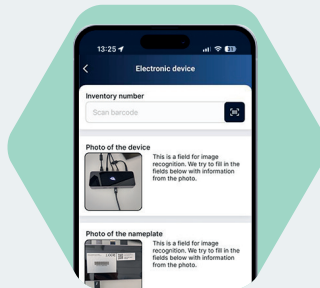 13:25
Electronic device
Inventory number
Scan barcode
Photo of the device
This is a field for image
recognition. We try to fill in the
fields below with information
from the photo.
Photo of the nameplate
This is a field for image
recognition. We try to fill in the
fields below with information
from the photo.